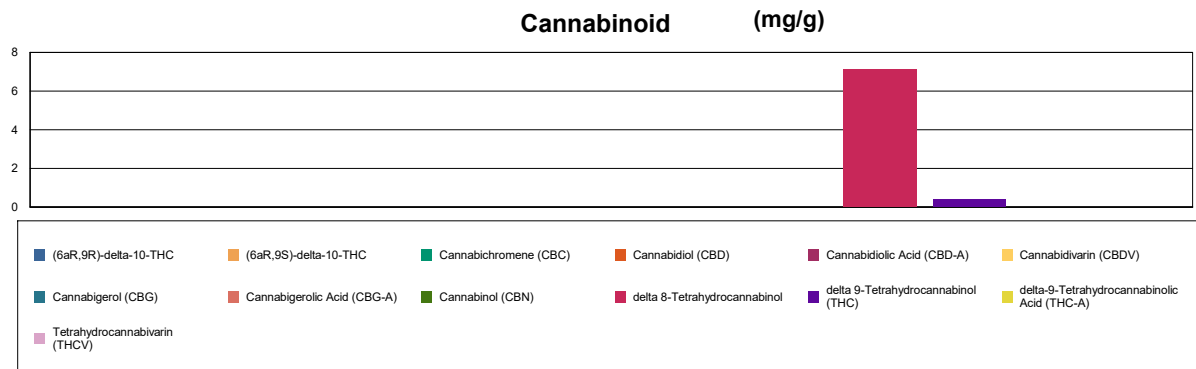 Cannabinoid (mg/g)
8
6
4
2
0
(6aR,9R)-delta-10-THC
(6aR,9S)-delta-10-THC
Cannabichromene (CBC)
Cannabidiol (CBD)
Cannabidiolic Acid (CBD-A)
Cannabidivarin (CBDV)
Cannabigerol (CBG)
Cannabigerolic Acid (CBG-A)
Cannabinol (CBN)
delta 8-Tetrahydrocannabinol
delta 9-Tetrahydrocannabinol
(THC)
delta-9-Tetrahydrocannabinolic
Acid (THC-A)
Tetrahydrocannabivarin
(THCV)